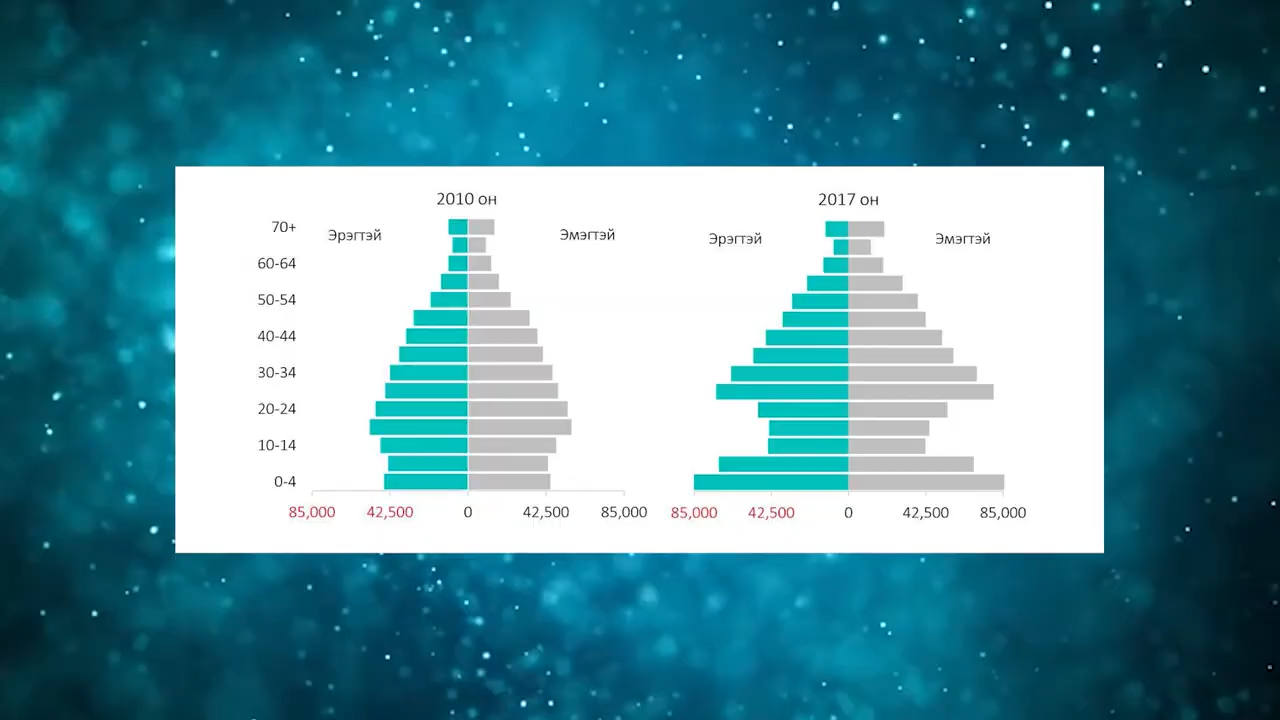 2010 он
2017 он
Эрэгтэй
Эмэгтэй
Эрэгтэй
Эмэгтэй
70+
60-64
50-54
40-44
30-34
20-24
10-14
0-4
85,000 42,500 0 42,500 85,000
85,000 42,500 0 42,500 85,000